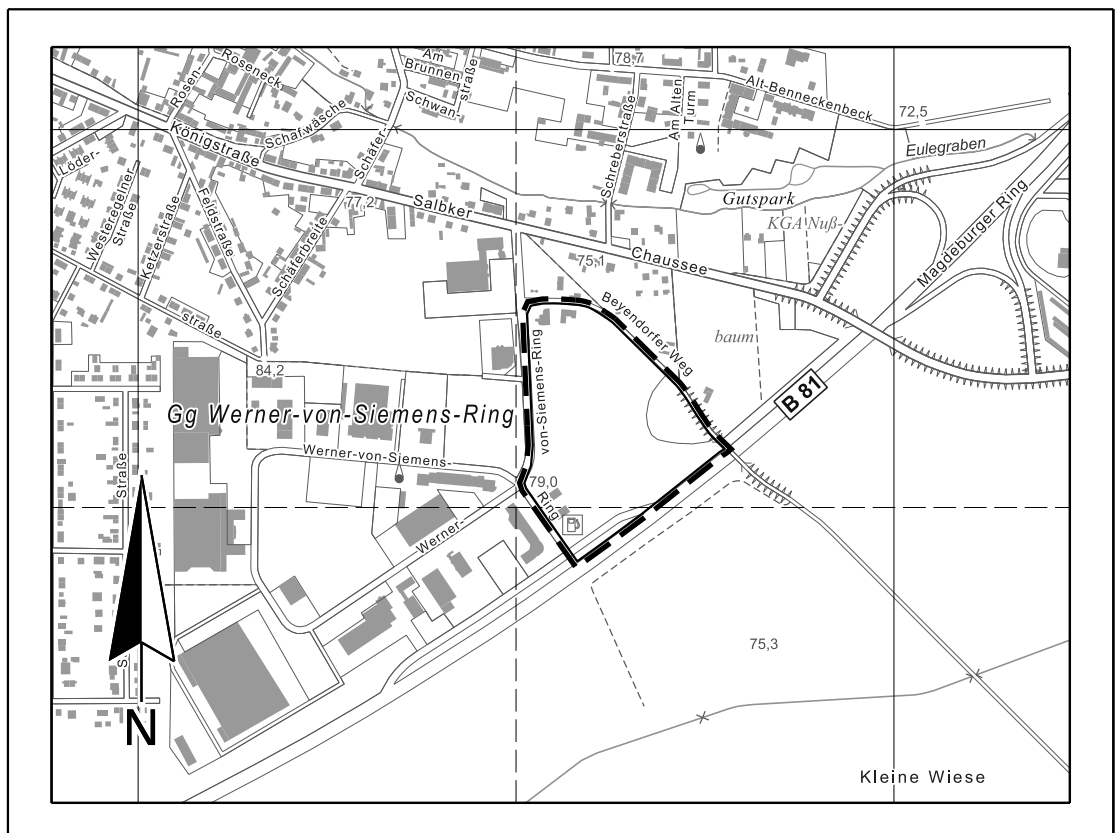 Roseneck
Am
Brunnen
Schwan-
straße
78,7
Alt-Benneckenbeck
72,5
Rosen-
Schafwäsche
Schäfer-
Königstraße
Am Alten
Turm
Schreberstraße
Eulegraben
Löder-
Westeregelner
Straße
Ketzerstraße
Feldstraße
Schäferbreite
77,2
Salbker
Chaussee
75,1
Gutspark
KGA Nuß-
baum
Magdeburger Ring
Beyendorfer Weg
straße
84,2
B 81
Gg Werner-von-Siemens-Ring
von-Siemens-Ring
Werner-von-Siemens
79,0
Ring
Werner-
Straße
S
75,3
N
Kleine Wiese